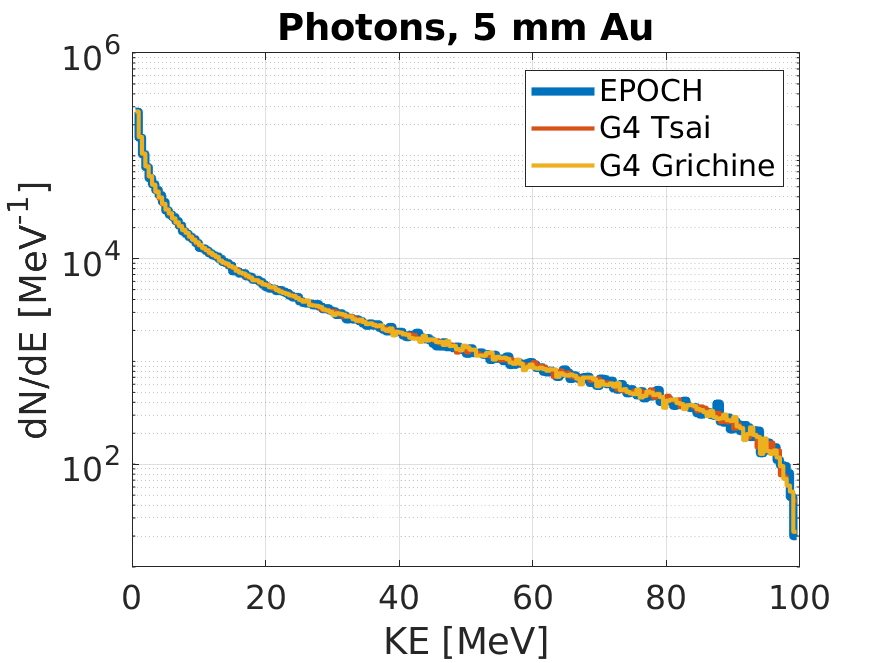 Photons, 5 mm Au
10^6
10^4
10^2
dN/dE [MeV^-1]
EPOCH
G4 Tsai
G4 Grichine
0 20 40 60 80 100
KE [MeV]